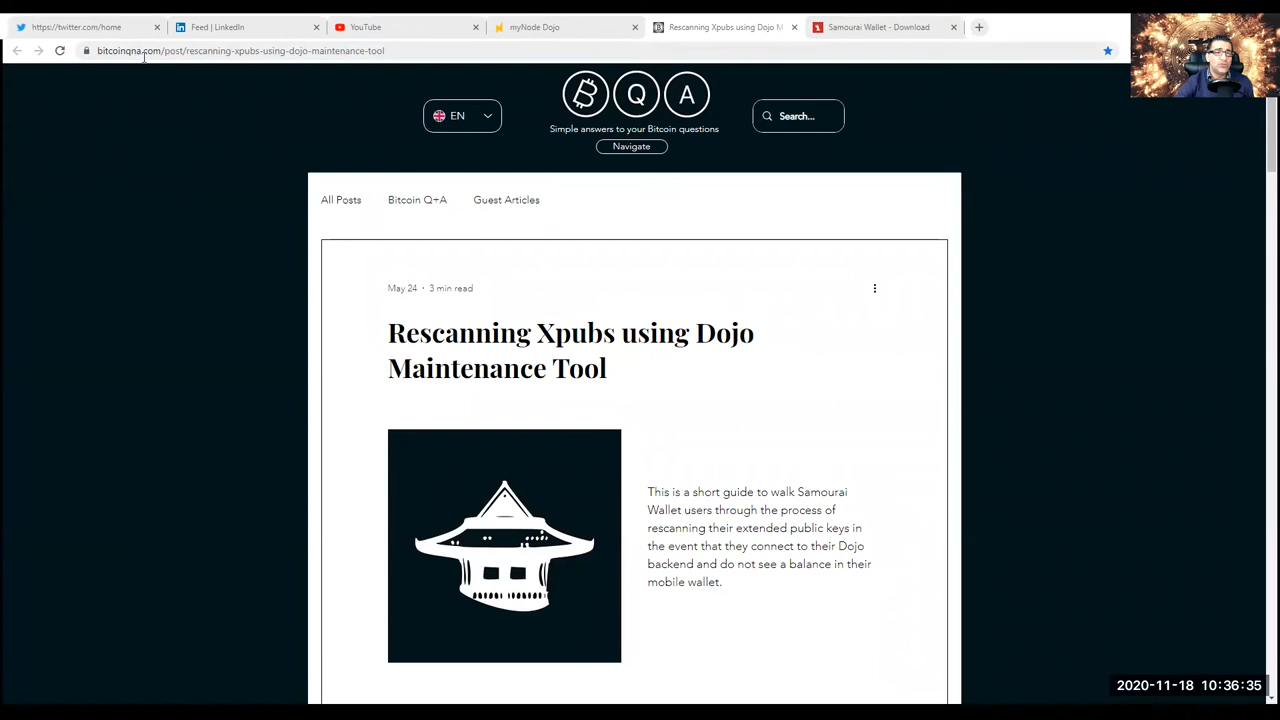 https://twitter.com/home
Feed | LinkedIn
YouTube
myNode Dojo
Rescanning Xpubs using Dojo M
Samourai Wallet - Download
bitcoinqna.com/post/rescanning-xpubs-using-dojo-maintenance-tool
EN
B Q A
Simple answers to your Bitcoin questions
Navigate
Search...
All Posts
Bitcoin Q+A
Guest Articles
May 24 · 3 min read
Rescanning Xpubs using Dojo
Maintenance Tool
This is a short guide to walk Samourai
Wallet users through the process of
rescanning their extended public keys in
the event that they connect to their Dojo
backend and do not see a balance in their
mobile wallet.
2020-11-18 10:36:35